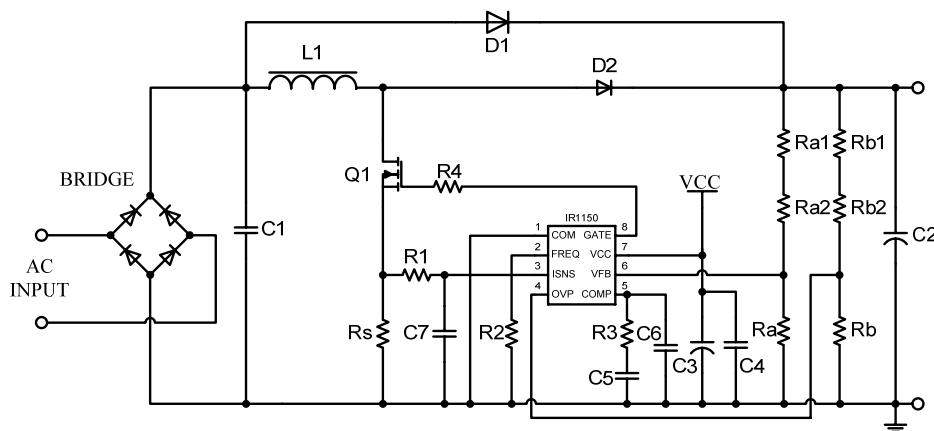 D1
L1
D2
Ra1
Rb1
Q1
R4
BRIDGE
VCC
Ra2
Rb2
IR1150
C1
C2
1 COM GATE 8
2 FREQ VCC 7
3 ISNS VFB 6
4 OVP COMP 5
R1
AC
INPUT
Rs
C7
R2
R3
C6
C3
C4
Ra
Rb
C5